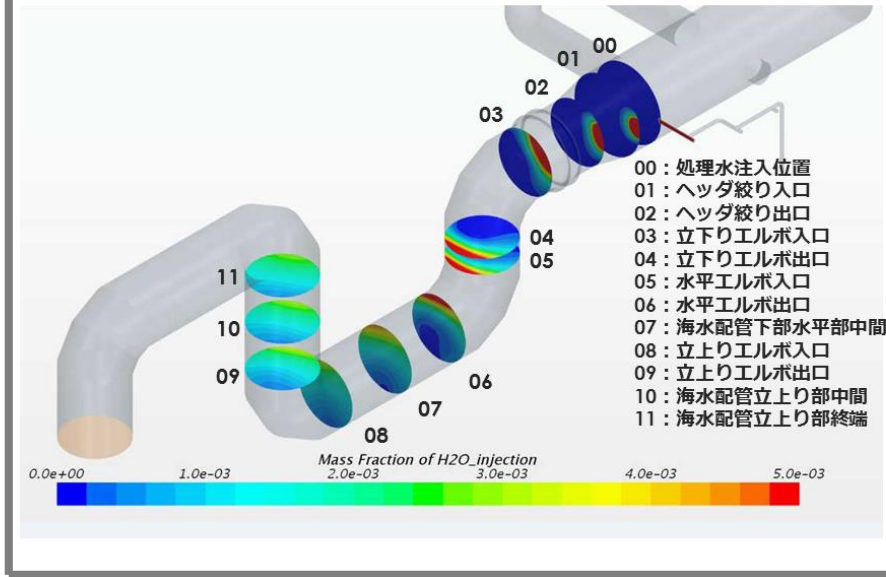 00
01
02
03
04
05
11
10
09
06
07
08
00：処理水注入位置
01：ヘッダ絞り入口
02：ヘッダ絞り出口
03：立下りエルボ入口
04：立下りエルボ出口
05：水平エルボ入口
06：水平エルボ出口
07：海水配管下部水平部中間
08：立上りエルボ入口
09：立上りエルボ出口
10：海水配管立上り部中間
11：海水配管立上り部終端
Mass Fraction of H2O_injection
0.0e+00 1.0e-03 2.0e-03 3.0e-03 4.0e-03 5.0e-03